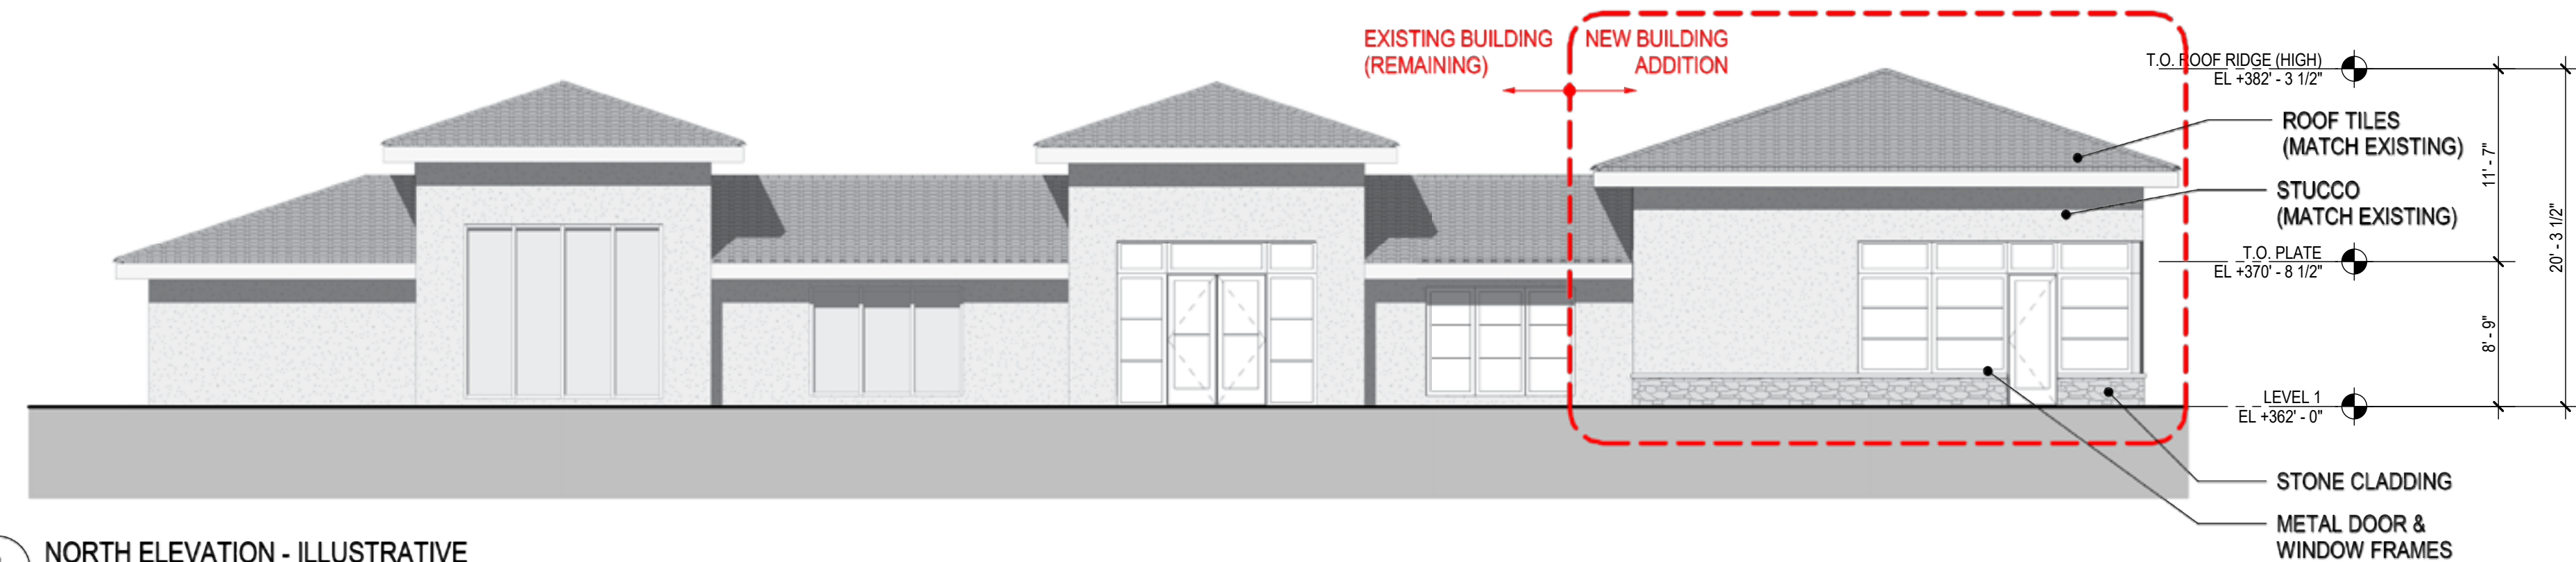 EXISTING BUILDING
(REMAINING)
NEW BUILDING
ADDITION
T.O. ROOF RIDGE (HIGH)
EL +382' - 3 1/2"
ROOF TILES
(MATCH EXISTING)
11' - 7"
STUCCO
(MATCH EXISTING)
20' - 3 1/2"
T.O. PLATE
EL +370' - 8 1/2"
8' - 9"
LEVEL 1
EL +362' - 0"
STONE CLADDING
METAL DOOR &
WINDOW FRAMES
NORTH ELEVATION - ILLUSTRATIVE